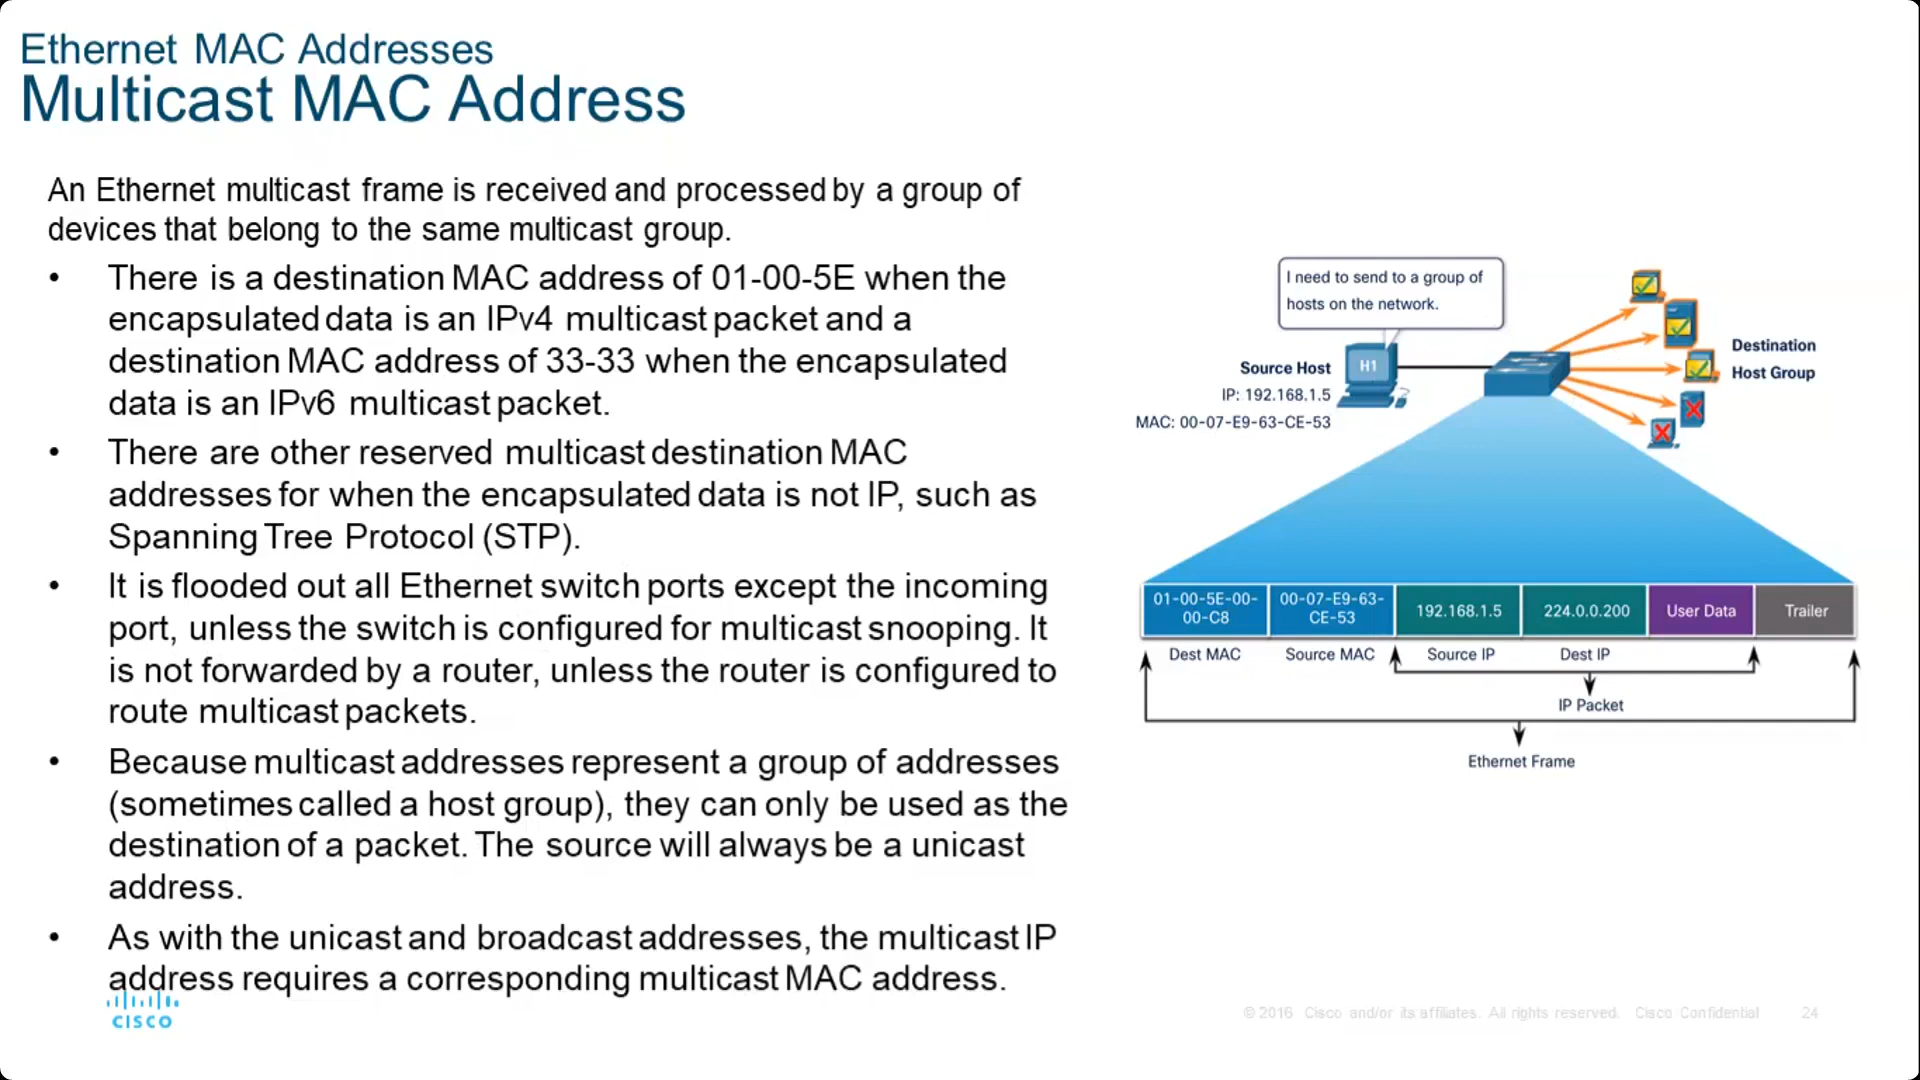 Ethernet MAC Addresses
Multicast MAC Address
An Ethernet multicast frame is received and processed by a group of
devices that belong to the same multicast group.
• There is a destination MAC address of 01-00-5E when the
encapsulated data is an IPv4 multicast packet and a
destination MAC address of 33-33 when the encapsulated
data is an IPv6 multicast packet.
• There are other reserved multicast destination MAC
addresses for when the encapsulated data is not IP, such as
Spanning Tree Protocol (STP).
• It is flooded out all Ethernet switch ports except the incoming
port, unless the switch is configured for multicast snooping. It
is not forwarded by a router, unless the router is configured to
route multicast packets.
• Because multicast addresses represent a group of addresses
(sometimes called a host group), they can only be used as the
destination of a packet. The source will always be a unicast
address.
• As with the unicast and broadcast addresses, the multicast IP
address requires a corresponding multicast MAC address.
I need to send to a group of
hosts on the network.
H1
Source Host
IP: 192.168.1.5
MAC: 00-07-E9-63-CE-53
Destination
Host Group
01-00-5E-00-
00-C8
00-07-E9-63-
CE-53
192.168.1.5
224.0.0.200
User Data
Trailer
Dest MAC
Source MAC
Source IP
Dest IP
IP Packet
Ethernet Frame
CISCO
© 2016 Cisco and/or its affiliates. All rights reserved. Cisco Confidential
24